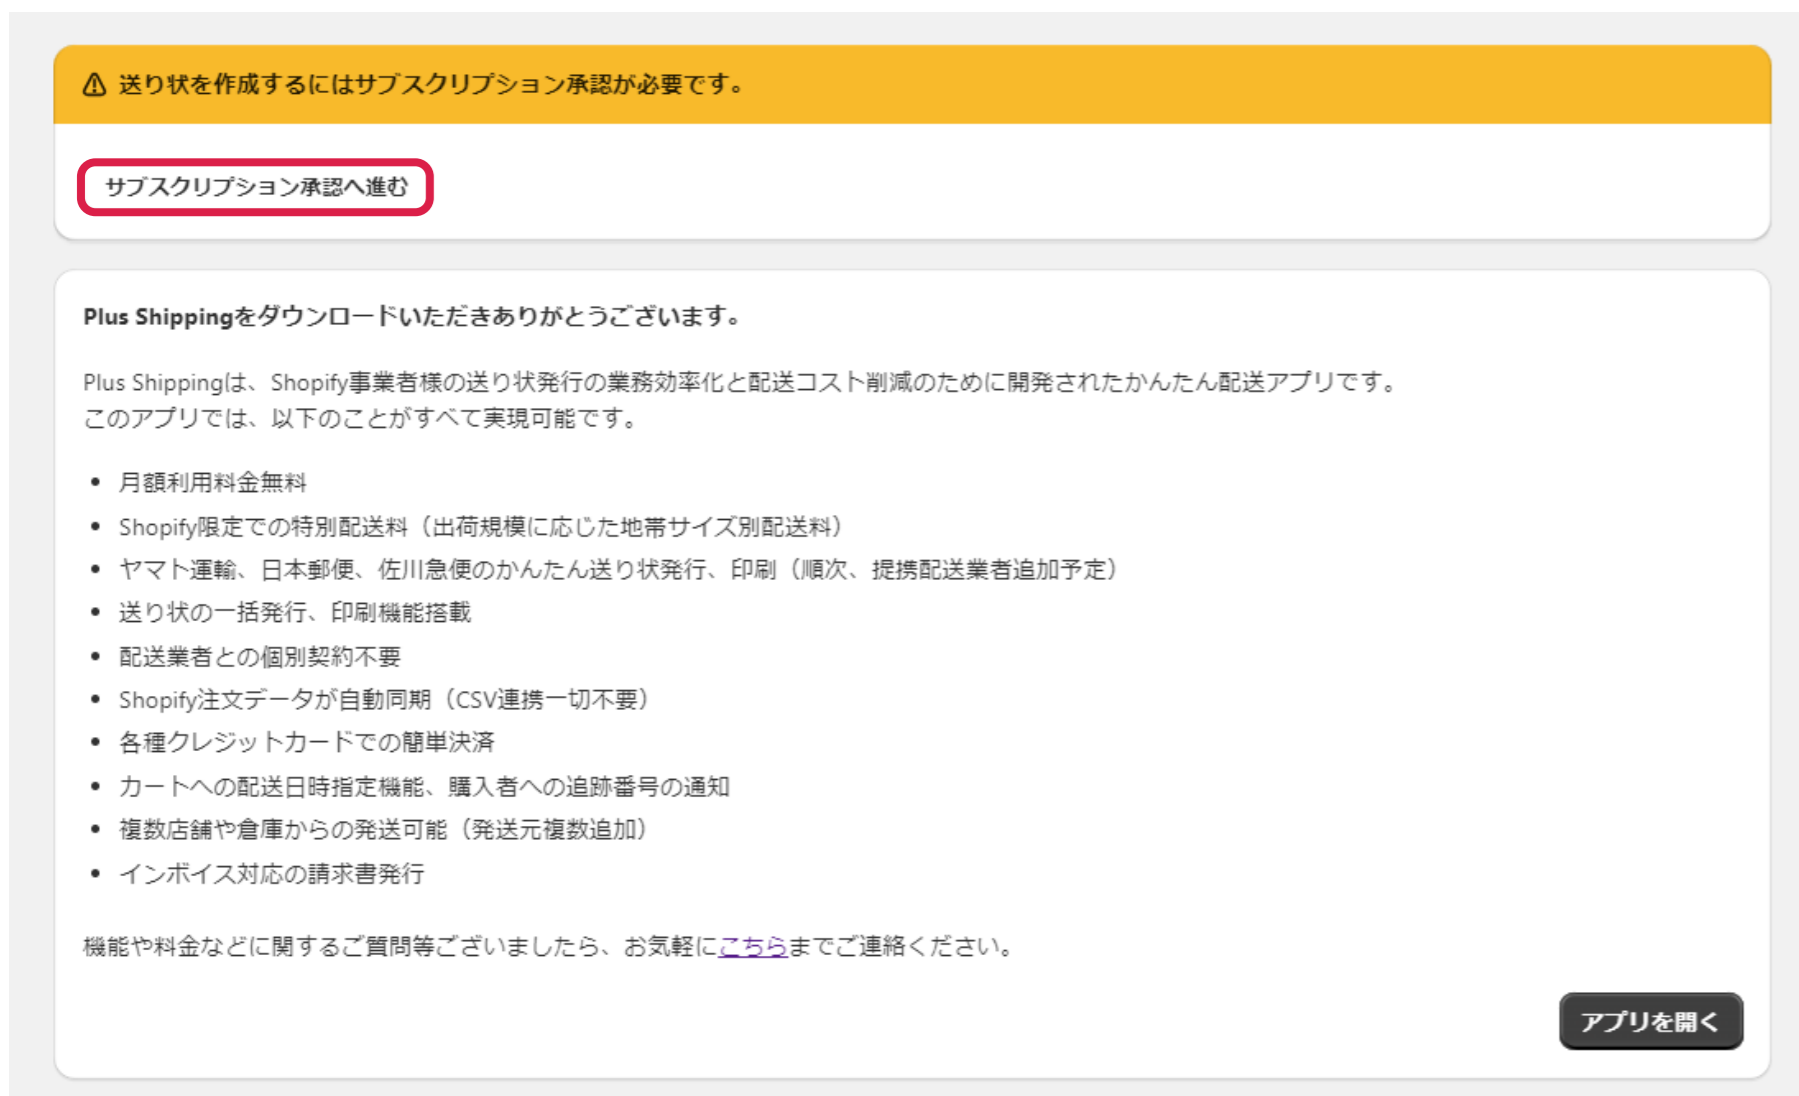 送り状を作成するにはサブスクリプション承認が必要です。
サブスクリプション承認へ進む
Plus Shippingをダウンロードいただきありがとうございます。
Plus Shippingは、Shopify事業者様の送り状発行の業務効率化と配送コスト削減のために開発されたかんたん配送アプリです。
このアプリでは、以下のことがすべて実現可能です。
• 月額利用料金無料
• Shopify限定での特別配送料（出荷規模に応じた地帯サイズ別配送料）
• ヤマト運輸、日本郵便、佐川急便のかんたん送り状発行、印刷（順次、提携配送業者追加予定）
• 送り状の一括発行、印刷機能搭載
• 配送業者との個別契約不要
• Shopify注文データが自動同期（CSV連携一切不要）
• 各種クレジットカードでの簡単決済
• カートへの配送日時指定機能、購入者への追跡番号の通知
• 複数店舗や倉庫からの発送可能（発送元複数追加）
• インボイス対応の請求書発行
機能や料金などに関するご質問等ございましたら、お気軽にこちらまでご連絡ください。
アプリを開く